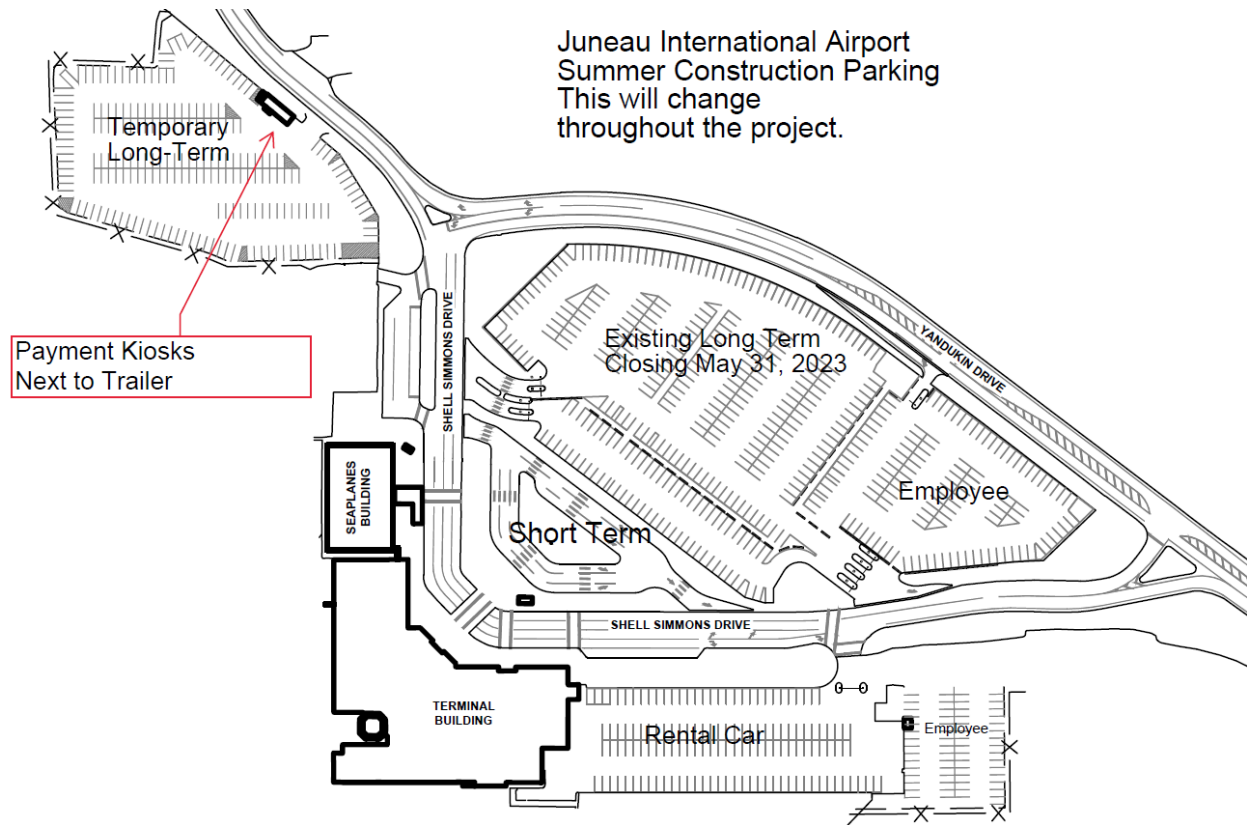 Juneau International Airport
Summer Construction Parking
This will change
throughout the project.
Temporary
Long-Term
Payment Kiosks
Next to Trailer
SHELL SIMMONS DRIVE
Existing Long Term
Closing May 31, 2023
YANDUKIN DRIVE
SEAPLANES
BUILDING
Employee
Short Term
SHELL SIMMONS DRIVE
TERMINAL
BUILDING
Rental Car
Employee